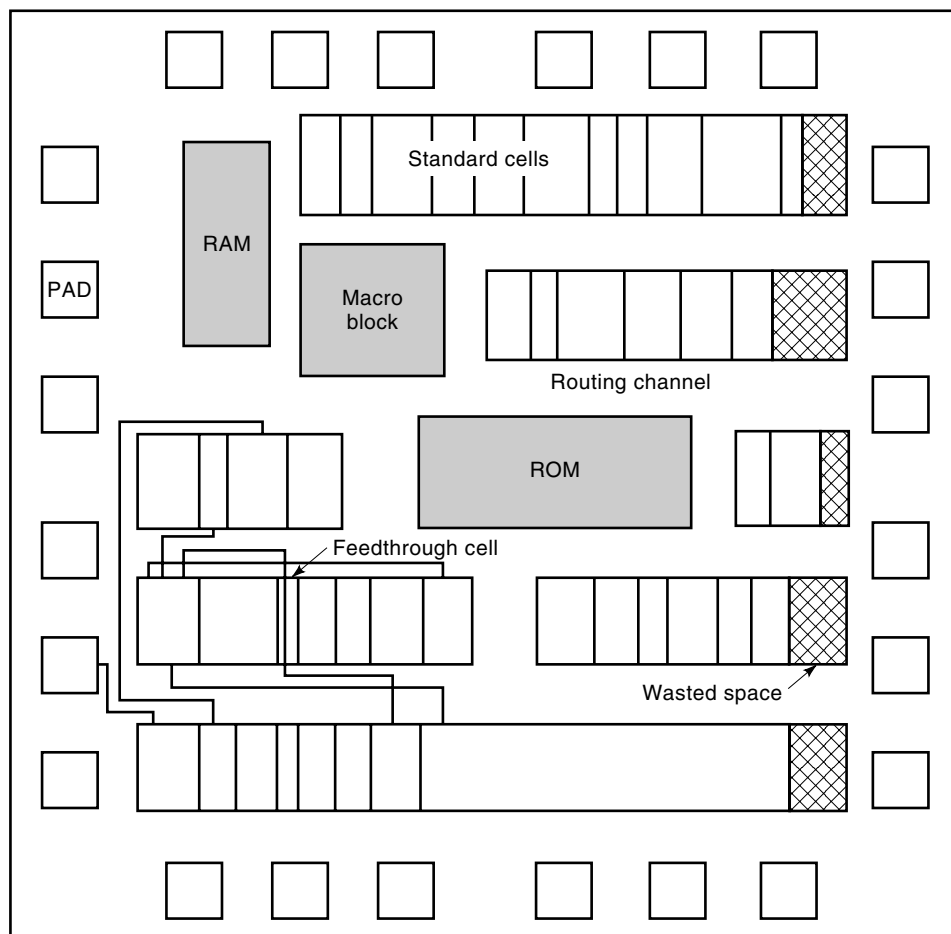 Standard cells
RAM
PAD
Macro
block
Routing channel
ROM
Feedthrough cell
Wasted space